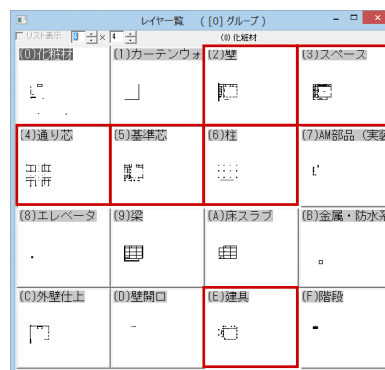 レイヤ一覧　（[0] グループ ）
リスト表示 4 × 4 (0) 化粧材
(0)化粧材 (1)カーテンウォ (2)壁 (3)スペース
(4)通り芯 (5)基準芯 (6)柱 (7)AM部品（実装
(8)エレベータ (9)梁 (A)床スラブ (B)金属・防水系
(C)外壁仕上 (D)壁開口 (E)建具 (F)階段